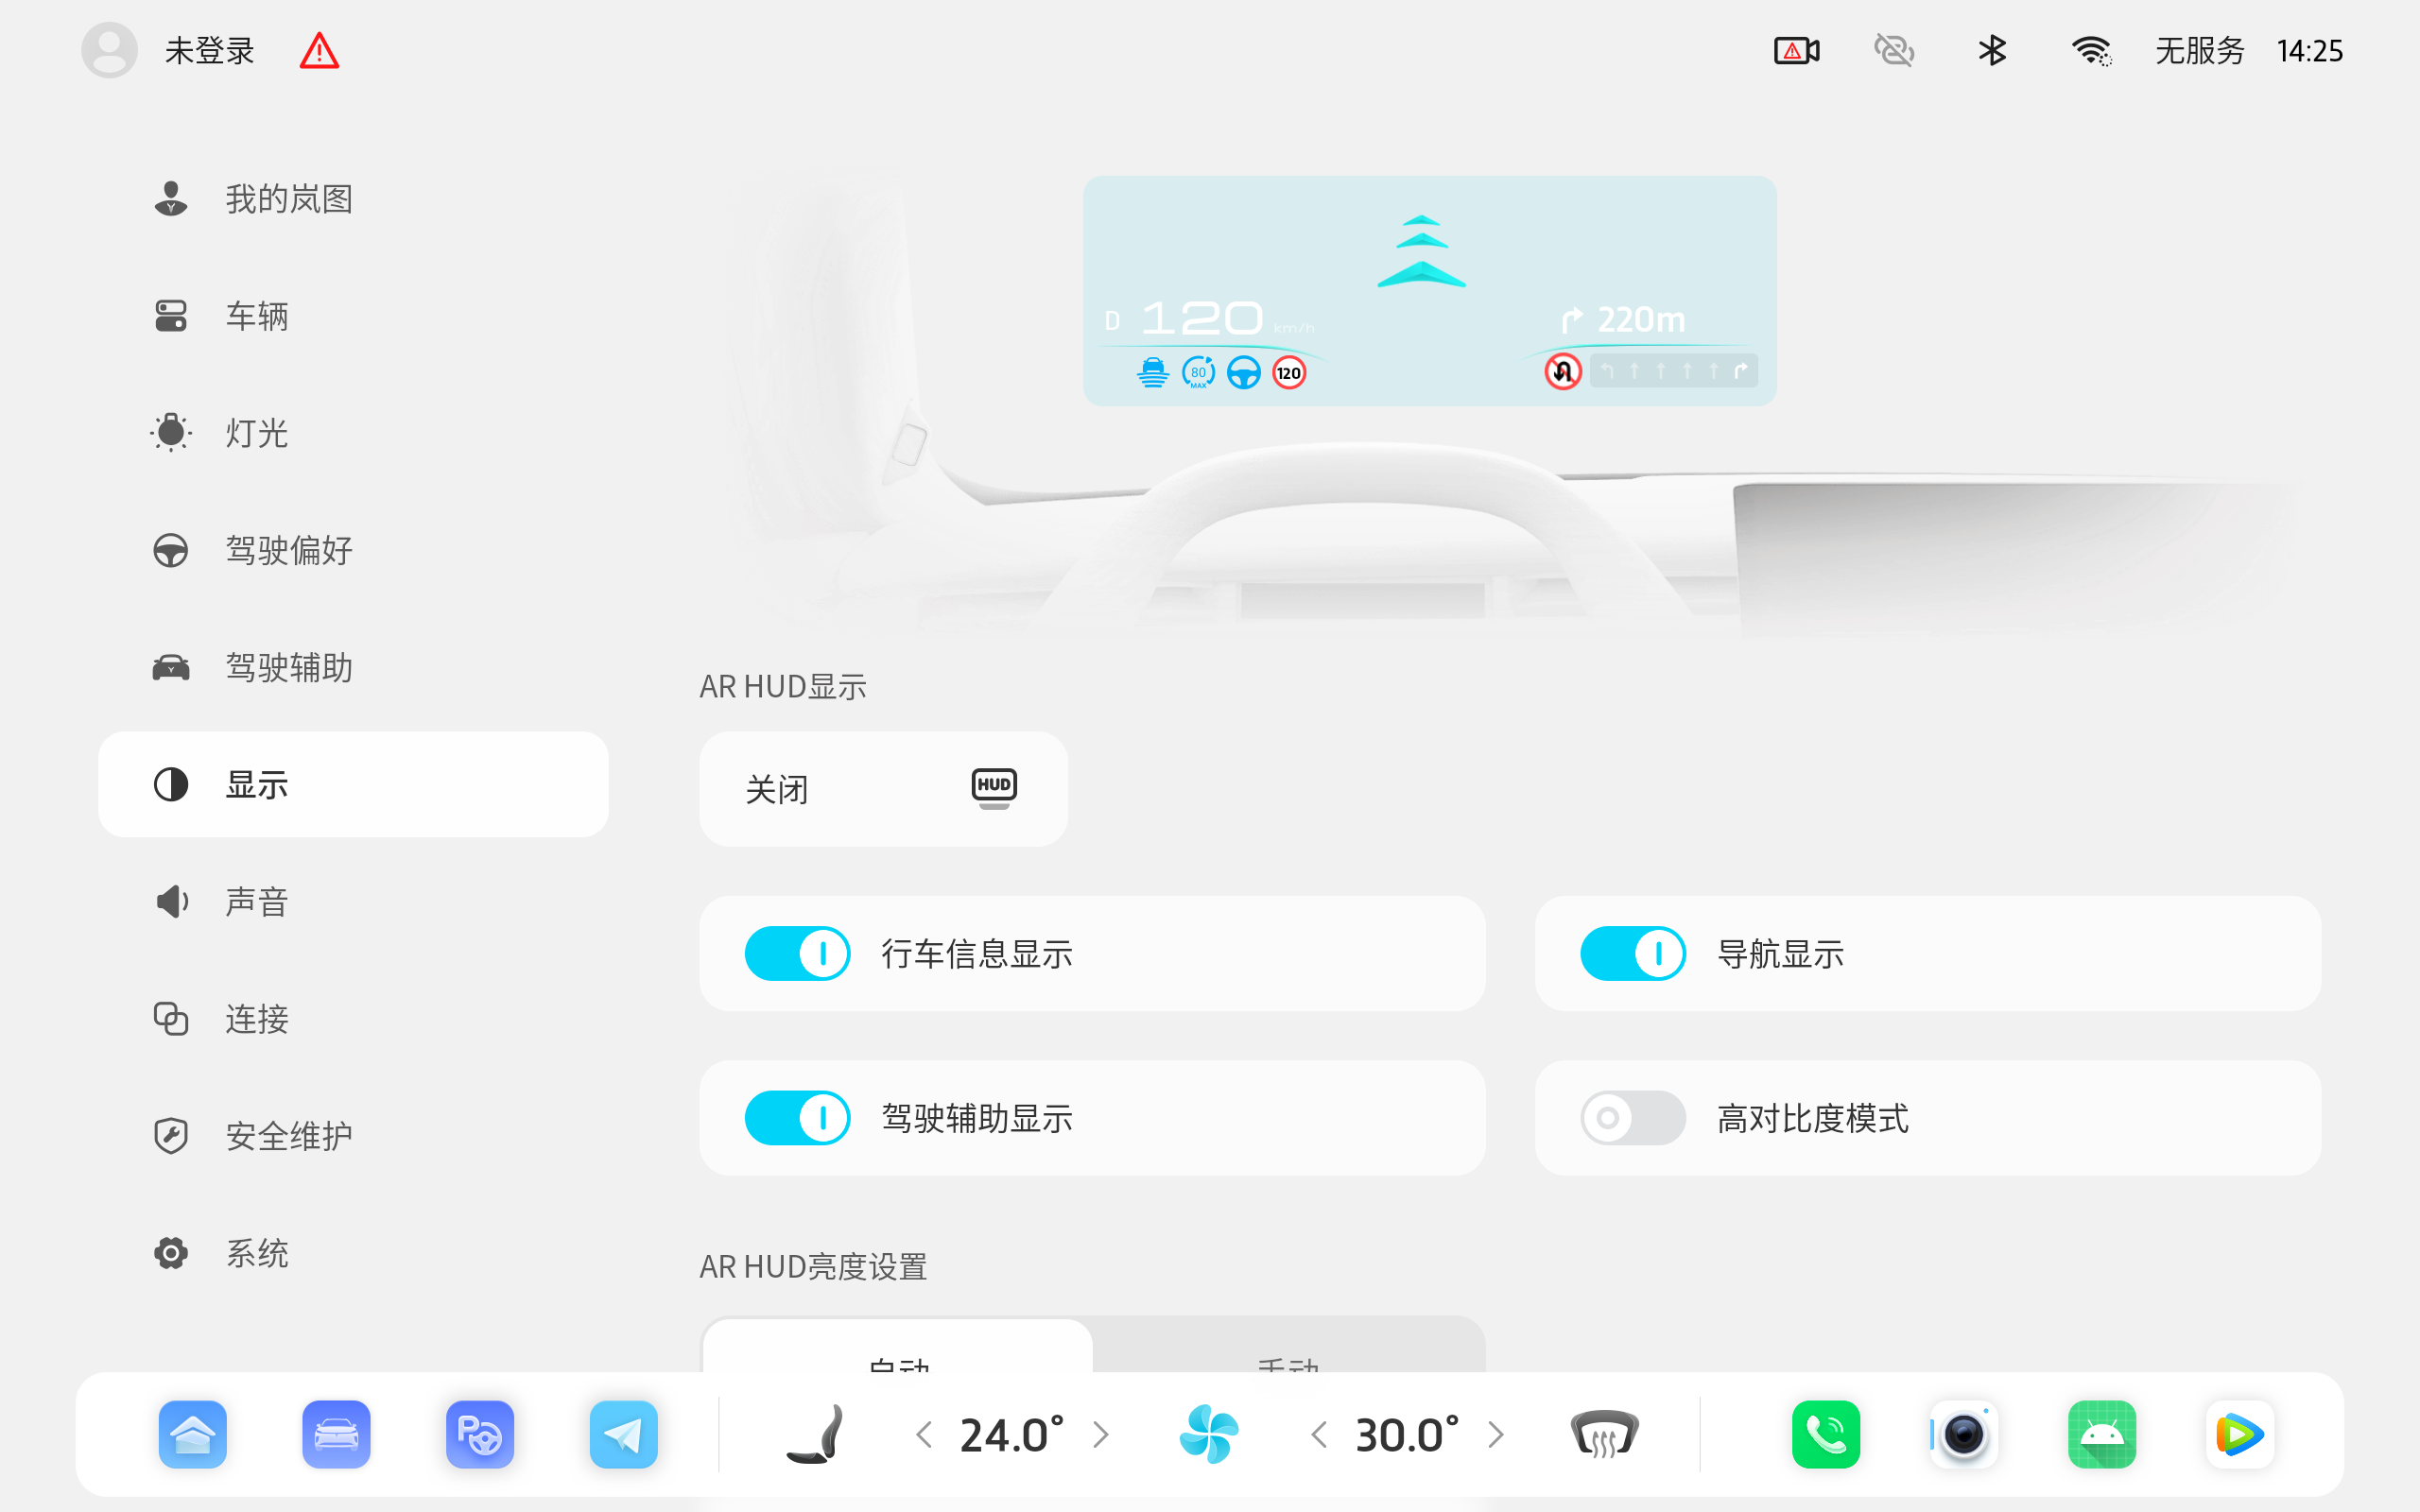 未登录
无服务 14:25
我的岚图
车辆
灯光
驾驶偏好
驾驶辅助
显示
声音
连接
安全维护
系统
D 120 km/h
220m
80 MAX
120
AR HUD显示
关闭 HUD
行车信息显示
导航显示
驾驶辅助显示
高对比度模式
AR HUD亮度设置
自动
手动
P
24.0°
30.0°